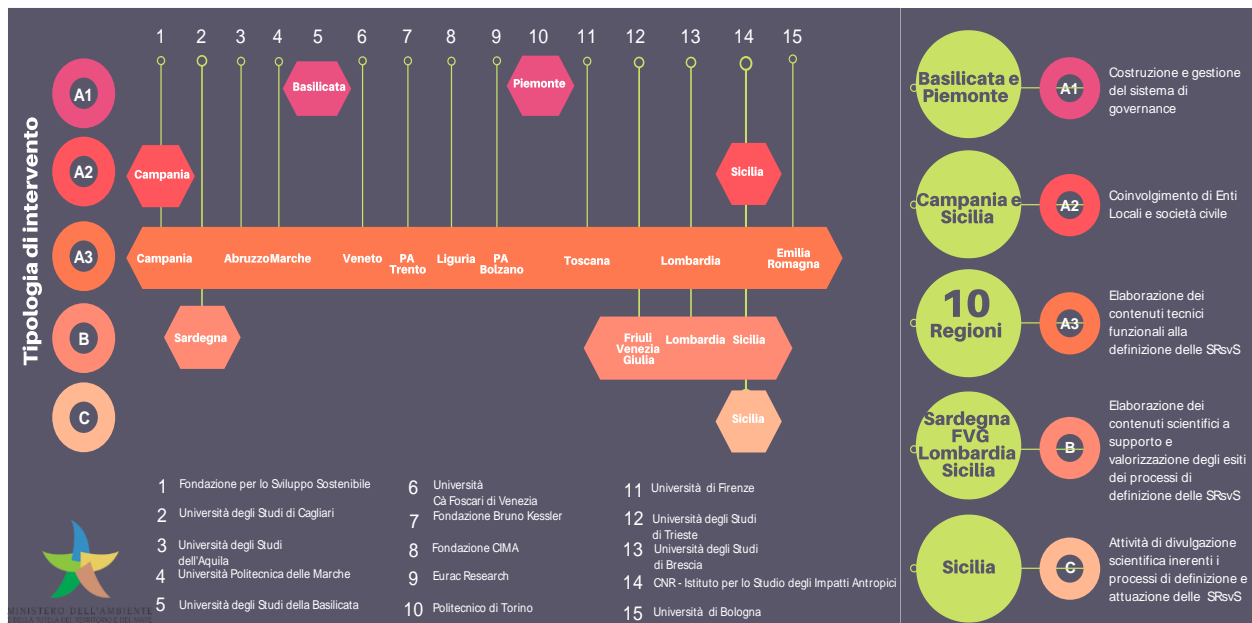 1 2 3 4 5 6 7 8 9 10 11 12 13 14 15
Tipologia di intervento
A1
Basilicata
Piemonte
A2
Campania
Sicilia
A3
Campania
Abruzzo
Marche
Veneto
PA
Trento
Liguria
PA
Bolzano
Toscana
Lombardia
Emilia
Romagna
B
Sardegna
Friuli
Venezia
Giulia
Lombardia
Sicilia
C
Sicilia
1 Fondazione per lo Sviluppo Sostenibile
2 Università degli Studi di Cagliari
3 Università degli Studi
dell'Aquila
4 Università Politecnica delle Marche
5 Università degli Studi della Basilicata
6 Università
Cà Foscari di Venezia
7 Fondazione Bruno Kessler
8 Fondazione CIMA
9 Eurac Research
10 Politecnico di Torino
11 Università di Firenze
12 Università degli Studi
di Trieste
13 Università degli Studi
di Brescia
14 CNR - Istituto per lo Studio degli Impatti Antropici
15 Università di Bologna
MINISTERO DELL'AMBIENTE
E DELLA TUTELA DEL TERRITORIO E DEL MARE
Basilicata e
Piemonte
A1
Costruzione e gestione
del sistema di
governance
Campania e
Sicilia
A2
Coinvolgimento di Enti
Locali e società civile
10
Regioni
A3
Elaborazione dei
contenuti tecnici
funzionali alla
definizione delle SRsvS
Sardegna
FVG
Lombardia
Sicilia
B
Elaborazione dei
contenuti scientifici a
supporto e
valorizzazione degli esiti
dei processi di
definizione delle SRsvS
Sicilia
C
Attività di divulgazione
scientifica inerenti i
processi di definizione e
attuazione delle SRsvS